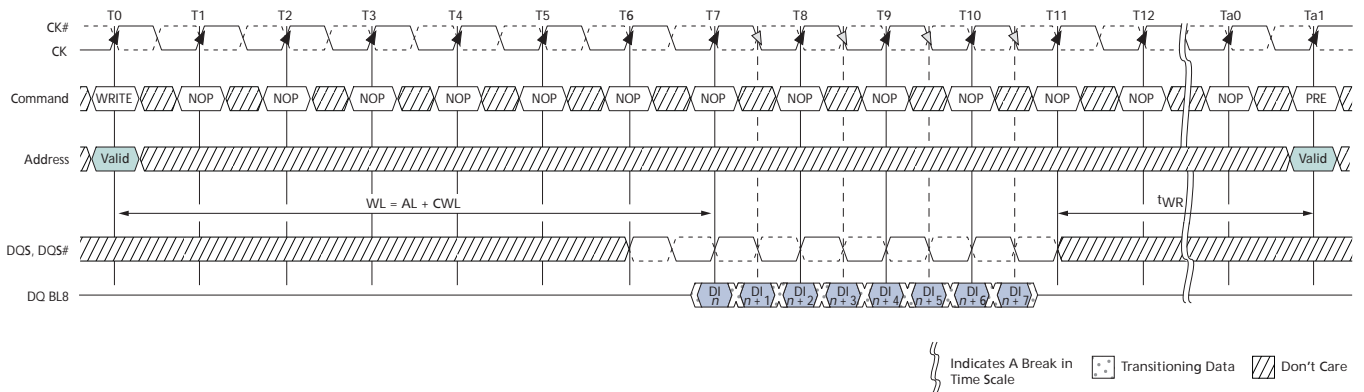 T0 T1 T2 T3 T4 T5 T6 T7 T8 T9 T10 T11 T12 Ta0 Ta1
CK#
CK
Command WRITE NOP NOP NOP NOP NOP NOP NOP NOP NOP NOP NOP NOP NOP PRE
Address Valid Valid
WL = AL + CWL tWR
DQS, DQS#
DQ BL8 DI n DI n + 1 DI n + 2 DI n + 3 DI n + 4 DI n + 5 DI n + 6 DI n + 7
Indicates A Break in
Time Scale
Transitioning Data
Don't Care